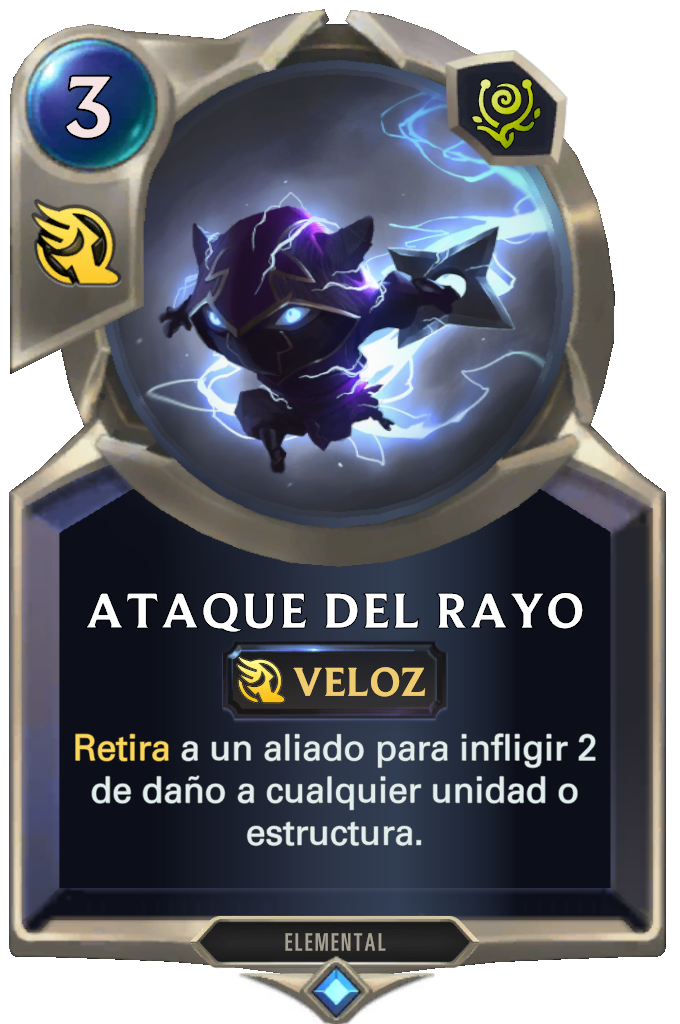 3
ATAQUE DEL RAYO
VELOZ
Retira a un aliado para infligir 2
de daño a cualquier unidad o
estructura.
ELEMENTAL